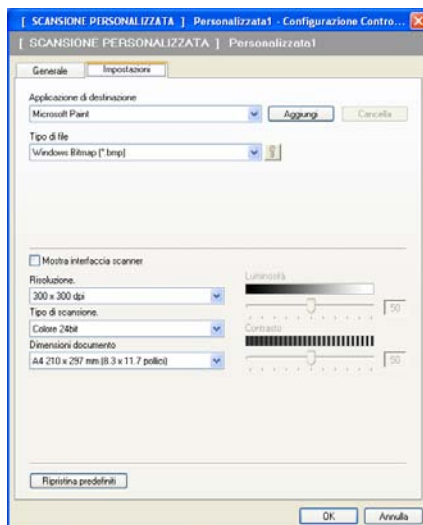 [ SCANSIONE PERSONALIZZATA ] Personalizzata1 - Configurazione Contro...
[ SCANSIONE PERSONALIZZATA ] Personalizzata1
Generale Impostazioni
Applicazione di destinazione
Microsoft Paint Aggiungi Cancella
Tipo di file
Windows Bitmap (*.bmp)
Mostra interfaccia scanner
Risoluzione. Luminosità
300 x 300 dpi 50
Tipo di scansione.
Colore 24bit Contrasto
Dimensioni documento
A4 210 x 297 mm (8.3 x 11.7 pollici) 50
Ripristina predefiniti
OK Annulla